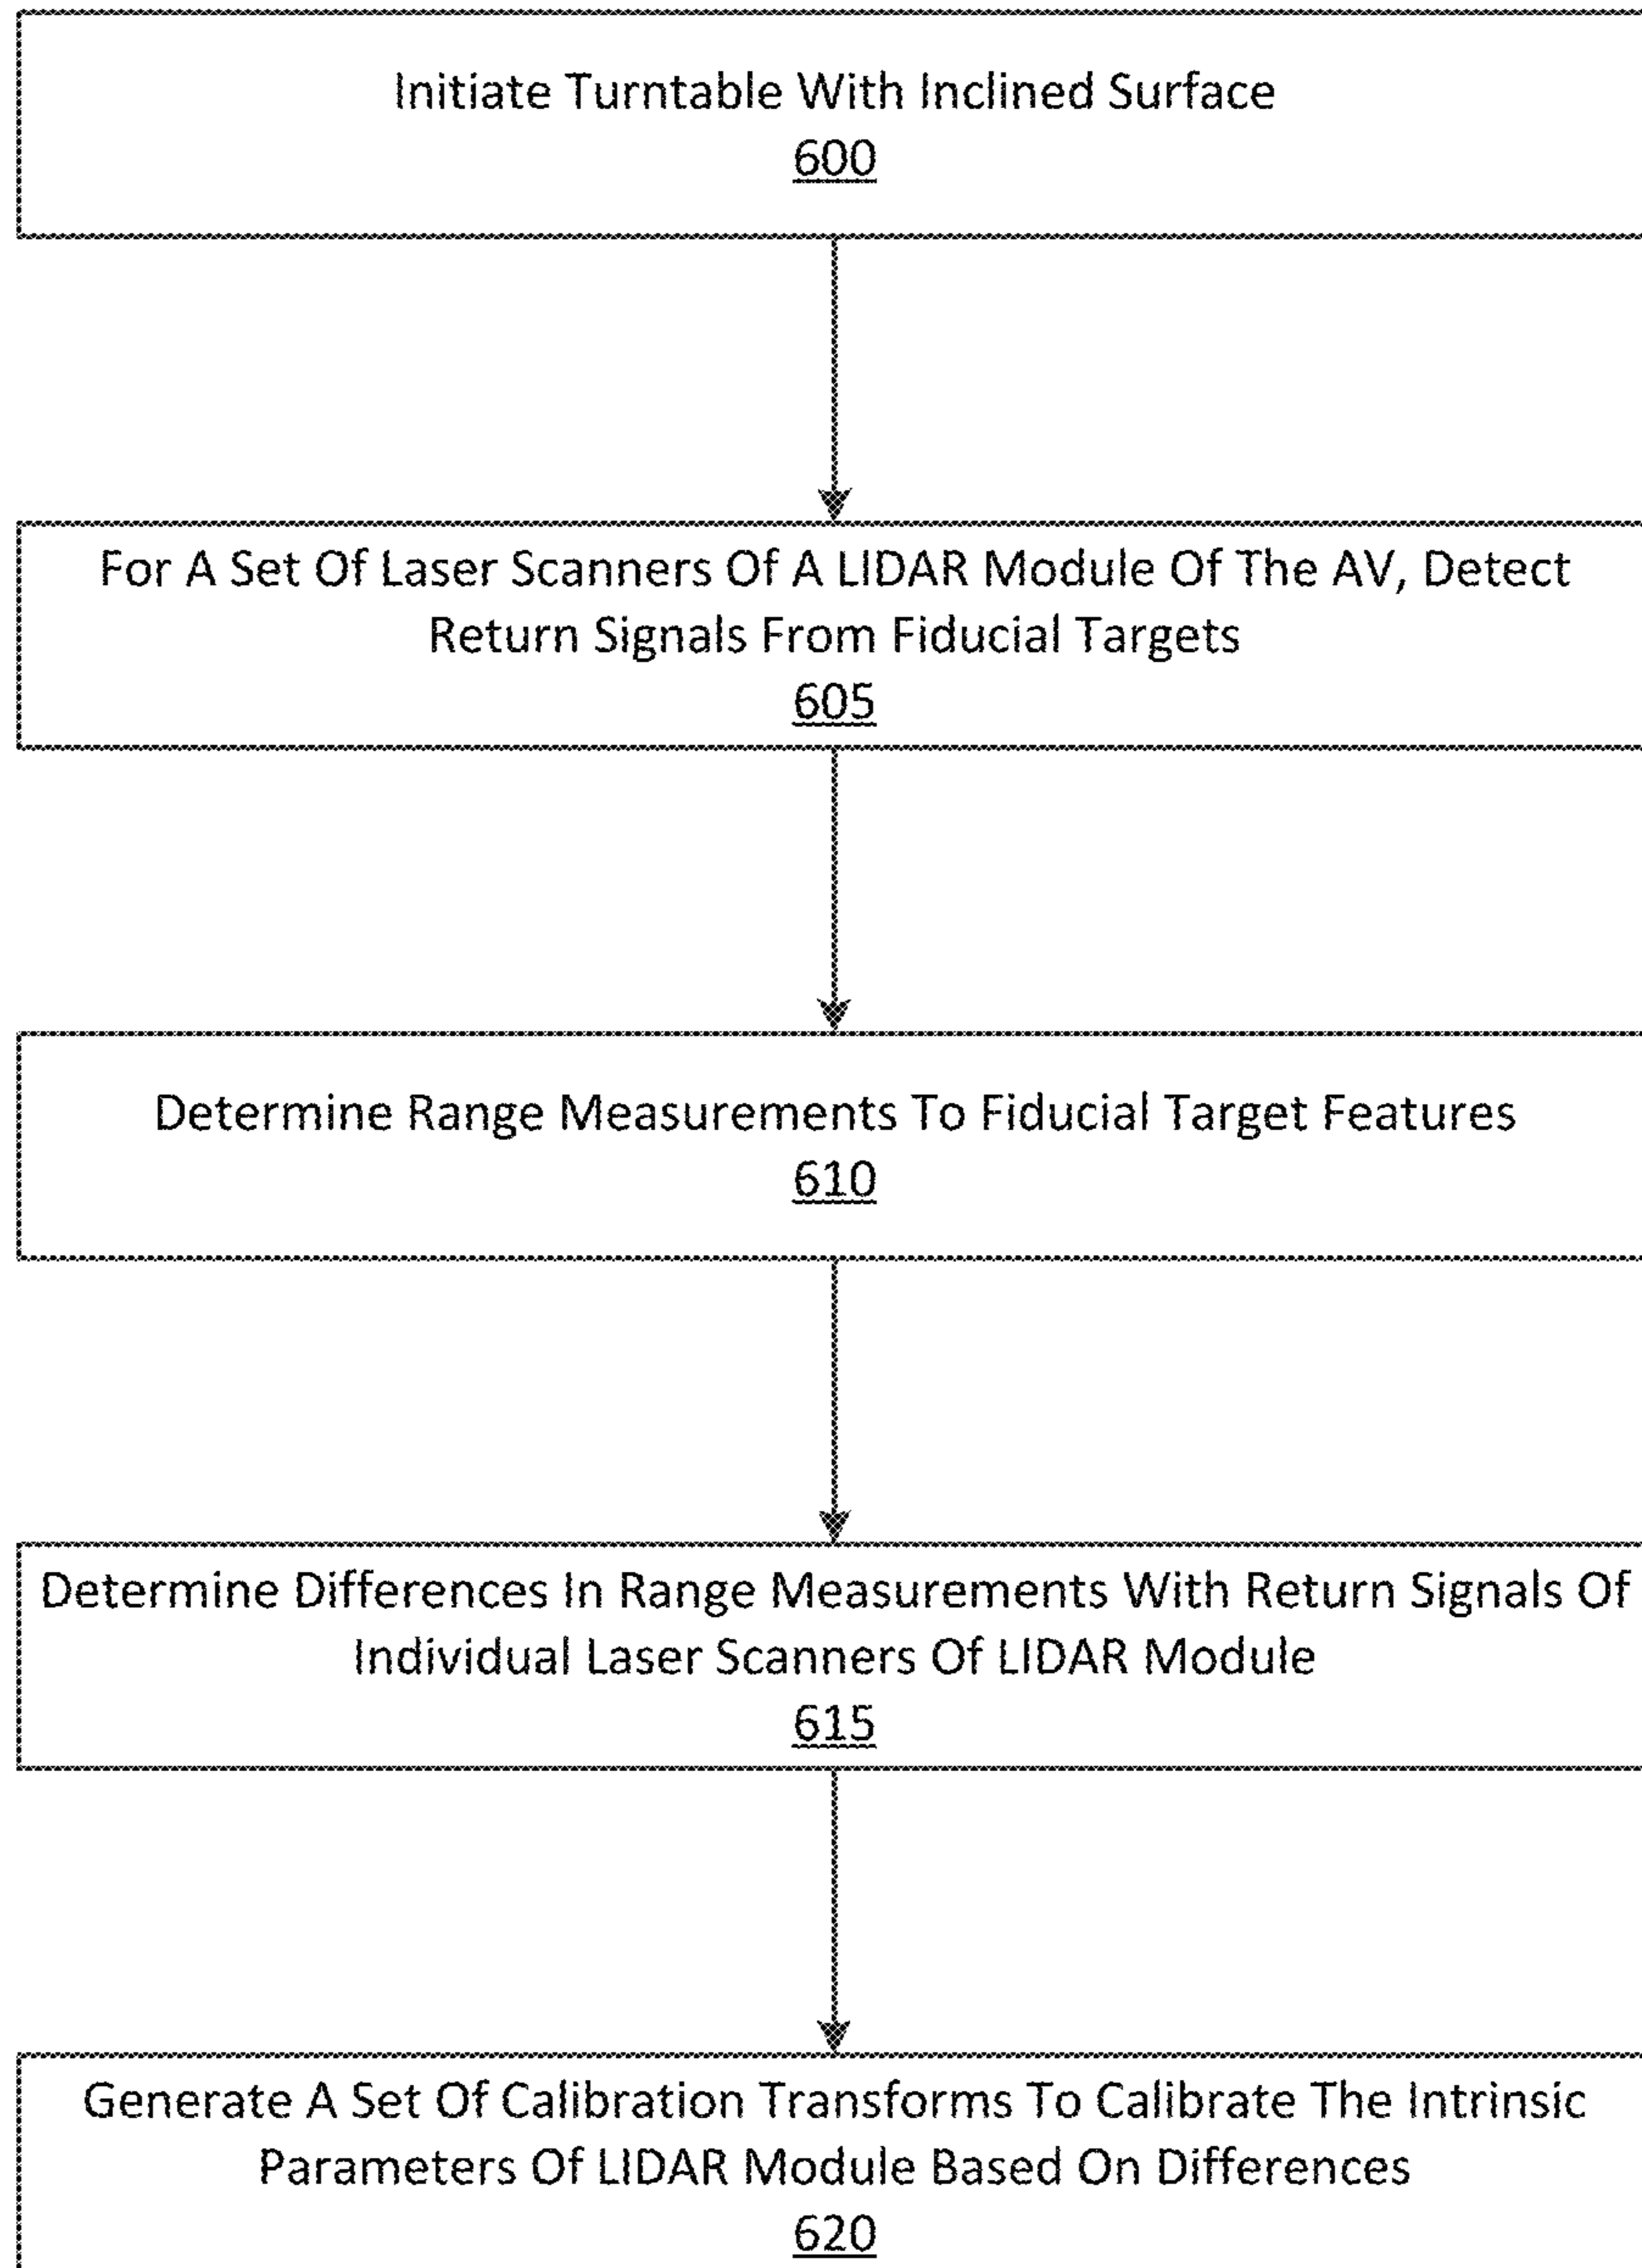 Initiate Turntable With Inclined Surface
600
For A Set Of Laser Scanners Of A LIDAR Module Of The AV, Detect
Return Signals From Fiducial Targets
605
Determine Range Measurements To Fiducial Target Features
610
Determine Differences In Range Measurements With Return Signals Of
Individual Laser Scanners Of LIDAR Module
615
Generate A Set Of Calibration Transforms To Calibrate The Intrinsic
Parameters Of LIDAR Module Based On Differences
620